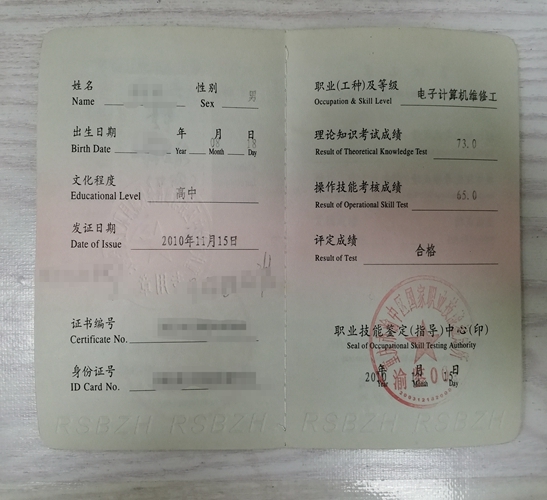 姓名 性别 男
Name Sex
出生日期 年 月 日
08 18
Birth Date Year Month Day
文化程度 高中
Educational Level
发证日期
Date of Issue 2010年11月15日
证书编号
Certificate No.
身份证号
ID Card No.
RSBZH RSBZH
职业(工种)及等级 电子计算机维修工
Occupation & Skill Level
理论知识考试成绩 73.0
Result of Theoretical Knowledge Test
操作技能考核成绩 65.0
Result of Operational Skill Test
评定成绩 合格
Result of Test
职业技能鉴定(指导)中心(印)
Seal of Occupational Skill Testing Authority
年 月 日
2010 15
Year Month Day
RSBZH RSBZH